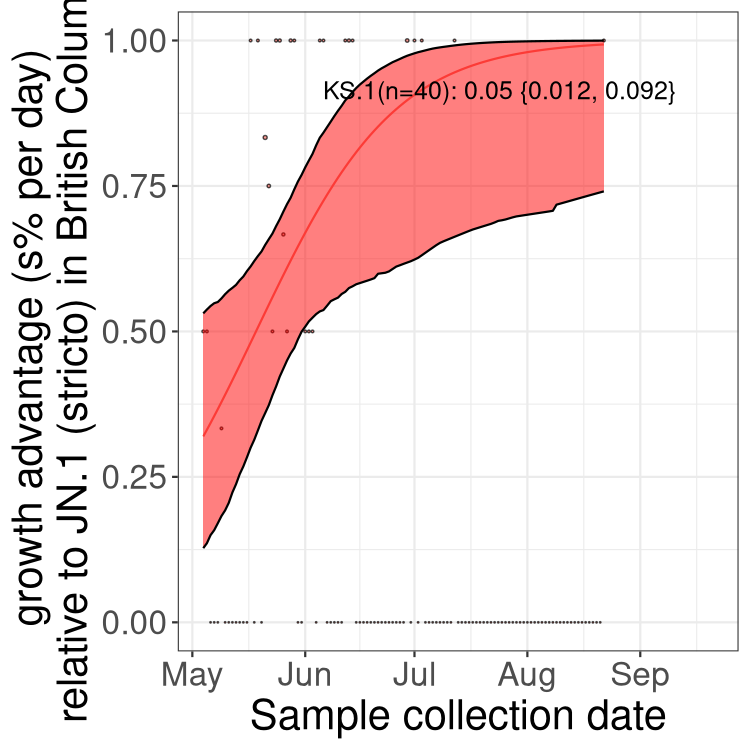 growth advantage (s% per day)
relative to JN.1 (stricto) in British Colum
1.00
0.75
0.50
0.25
0.00
KS.1(n=40): 0.05 {0.012, 0.092}
May Jun Jul Aug Sep
Sample collection date